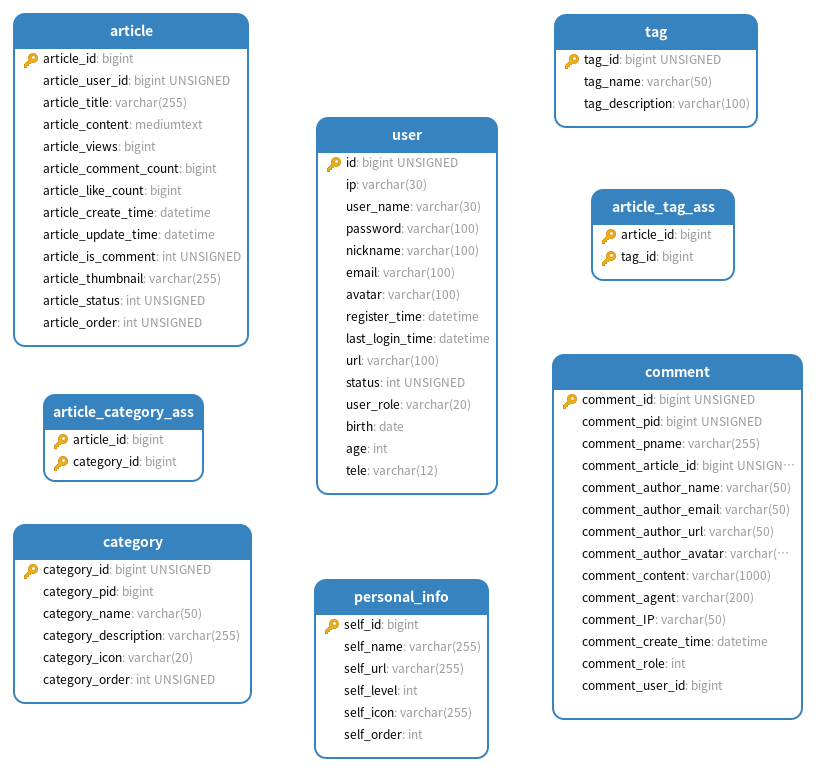 article
article_id: bigint
article_user_id: bigint UNSIGNED
article_title: varchar(255)
article_content: mediumtext
article_views: bigint
article_comment_count: bigint
article_like_count: bigint
article_create_time: datetime
article_update_time: datetime
article_is_comment: int UNSIGNED
article_thumbnail: varchar(255)
article_status: int UNSIGNED
article_order: int UNSIGNED
article_category_ass
article_id: bigint
category_id: bigint
category
category_id: bigint UNSIGNED
category_pid: bigint
category_name: varchar(50)
category_description: varchar(255)
category_icon: varchar(20)
category_order: int UNSIGNED
user
id: bigint UNSIGNED
ip: varchar(30)
user_name: varchar(30)
password: varchar(100)
nickname: varchar(100)
email: varchar(100)
avatar: varchar(100)
register_time: datetime
last_login_time: datetime
url: varchar(100)
status: int UNSIGNED
user_role: varchar(20)
birth: date
age: int
tele: varchar(12)
personal_info
self_id: bigint
self_name: varchar(255)
self_url: varchar(255)
self_level: int
self_icon: varchar(255)
self_order: int
tag
tag_id: bigint UNSIGNED
tag_name: varchar(50)
tag_description: varchar(100)
article_tag_ass
article_id: bigint
tag_id: bigint
comment
comment_id: bigint UNSIGNED
comment_pid: bigint UNSIGNED
comment_pname: varchar(255)
comment_article_id: bigint UNSIGN···
comment_author_name: varchar(50)
comment_author_email: varchar(50)
comment_author_url: varchar(50)
comment_author_avatar: varchar(···
comment_content: varchar(1000)
comment_agent: varchar(200)
comment_IP: varchar(50)
comment_create_time: datetime
comment_role: int
comment_user_id: bigint